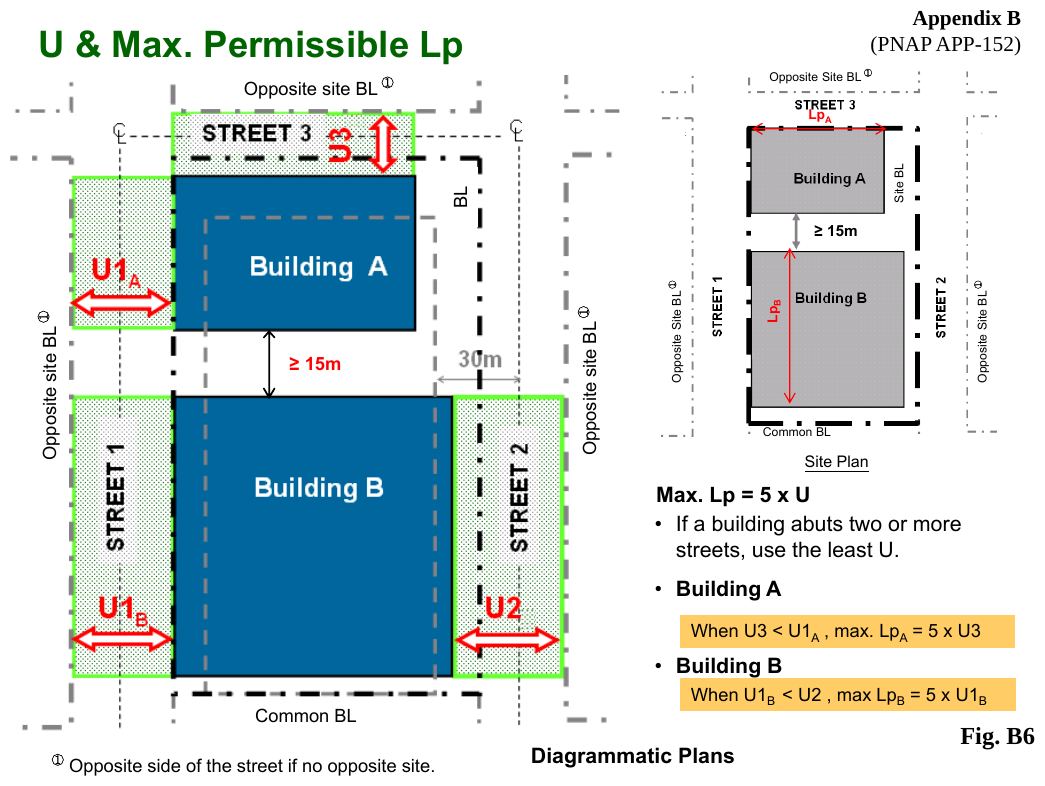 Appendix B
(PNAP APP-152)
U & Max. Permissible Lp
Opposite site BL ①
STREET 3
U3
BL
Building A
U1A
Opposite site BL ①
≥ 15m
30m
Opposite site BL ①
STREET 1
Building B
STREET 2
U1B
U2
Common BL
① Opposite side of the street if no opposite site.
Diagrammatic Plans
Opposite Site BL ①
STREET 3
LpA
Building A
Site BL
≥ 15m
Opposite Site BL ①
STREET 1
LpB
Building B
STREET 2
Opposite Site BL ①
Common BL
Site Plan
Max. Lp = 5 x U
• If a building abuts two or more
streets, use the least U.
• Building A
When U3 < U1A , max. LpA = 5 x U3
• Building B
When U1B < U2 , max LpB = 5 x U1B
Fig. B6